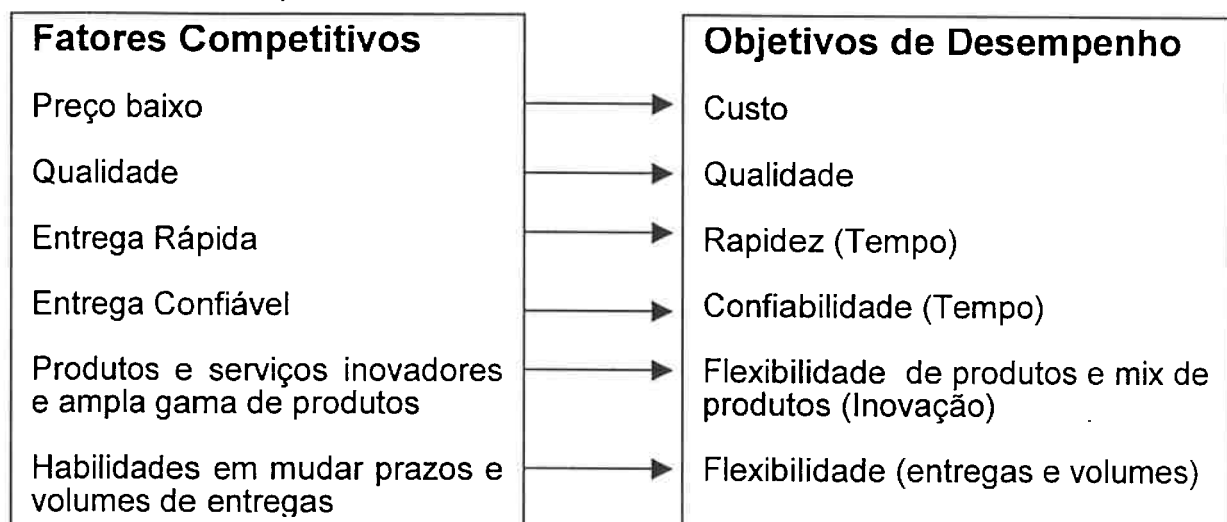 Fatores Competitivos
Preço baixo
Qualidade
Entrega Rápida
Entrega Confiável
Produtos e serviços inovadores
e ampla gama de produtos
Habilidades em mudar prazos e
volumes de entregas
Objetivos de Desempenho
Custo
Qualidade
Rapidez (Tempo)
Confiabilidade (Tempo)
Flexibilidade de produtos e mix de
produtos (Inovação)
Flexibilidade (entregas e volumes)